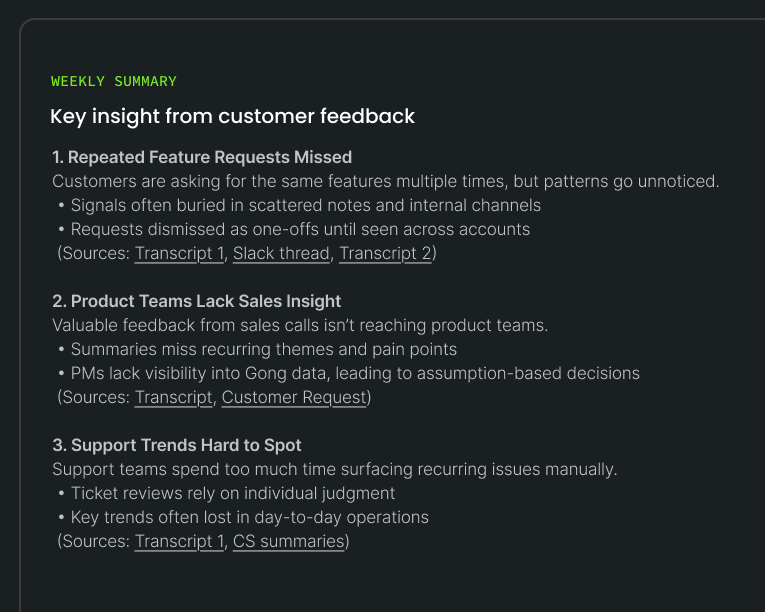 WEEKLY SUMMARY
Key insight from customer feedback
1. Repeated Feature Requests Missed
Customers are asking for the same features multiple times, but patterns go unnoticed.
• Signals often buried in scattered notes and internal channels
• Requests dismissed as one-offs until seen across accounts
(Sources: Transcript 1, Slack thread, Transcript 2)
2. Product Teams Lack Sales Insight
Valuable feedback from sales calls isn’t reaching product teams.
• Summaries miss recurring themes and pain points
• PMs lack visibility into Gong data, leading to assumption-based decisions
(Sources: Transcript, Customer Request)
3. Support Trends Hard to Spot
Support teams spend too much time surfacing recurring issues manually.
• Ticket reviews rely on individual judgment
• Key trends often lost in day-to-day operations
(Sources: Transcript 1, CS summaries)